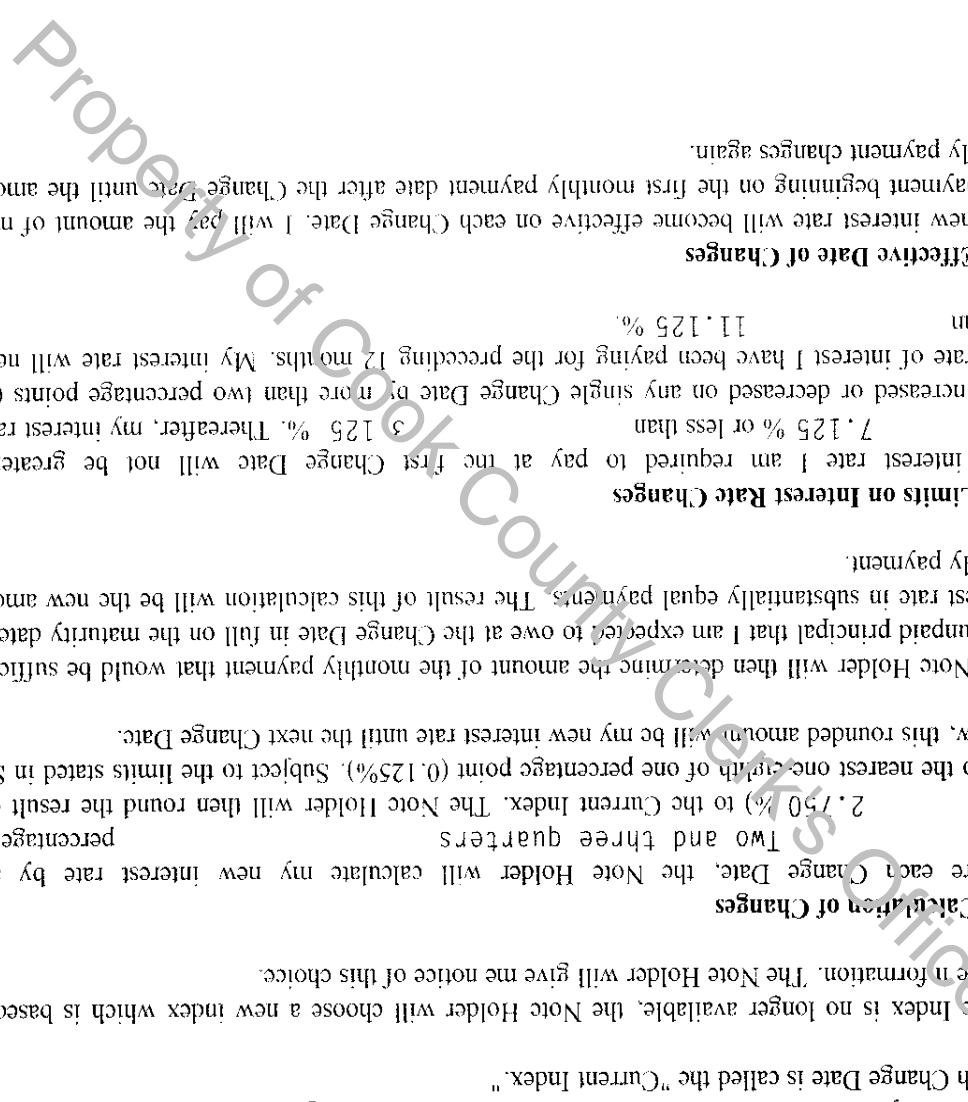 h Change Date is called the "Current Index."
Index is no longer available, the Note Holder will choose a new index which is based
e information. The Note Holder will give me notice of this choice.
Calculation of Changes
re each Change Date, the Note Holder will calculate my new interest rate by
Two and three quarters percentage
2.750 %) to the Current Index. The Note Holder will then round the result
o the nearest one-eighth of one percentage point (0.125%). Subject to the limits stated in S
w, this rounded amount will be my new interest rate until the next Change Date.
Note Holder will then determine the amount of the monthly payment that would be suffic
unpaid principal that I am expected to owe at the Change Date in full on the maturity date
est rate in substantially equal payments. The result of this calculation will be the new amo
ly payment.
Limits on Interest Rate Changes
interest rate I am required to pay at the first Change Date will not be greater
7.125 % or less than 3 125 %. Thereafter, my interest ra
ncreased or decreased on any single Change Date by more than two percentage points (
rate of interest I have been paying for the preceding 12 months. My interest rate will ne
an 11.125 %.
Effective Date of Changes
new interest rate will become effective on each Change Date. I will pay the amount of m
payment beginning on the first monthly payment date after the Change Date until the amo
ly payment changes again.
Property of Cook County Clerk's Office